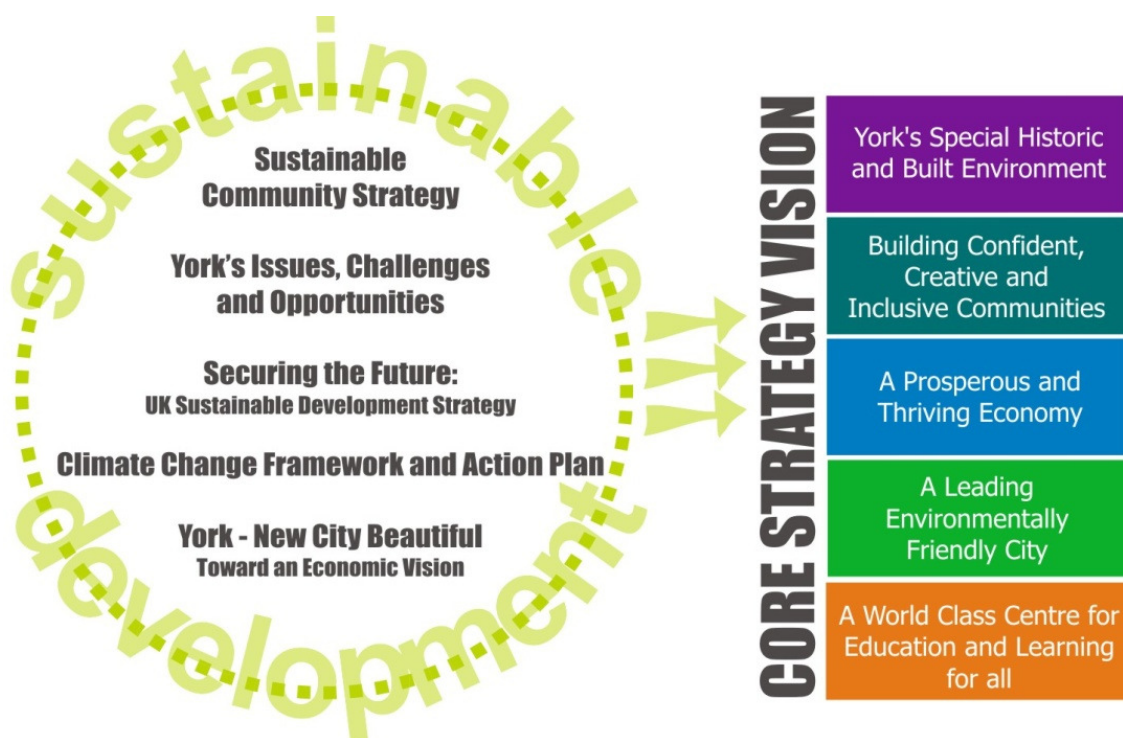 sustainable
Sustainable
Community Strategy
York's Issues, Challenges
and Opportunities
Securing the Future:
UK Sustainable Development Strategy
Climate Change Framework and Action Plan
York - New City Beautiful
Toward an Economic Vision
development
CORE STRATEGY VISION
York's Special Historic
and Built Environment
Building Confident,
Creative and
Inclusive Communities
A Prosperous and
Thriving Economy
A Leading
Environmentally
Friendly City
A World Class Centre for
Education and Learning
for all